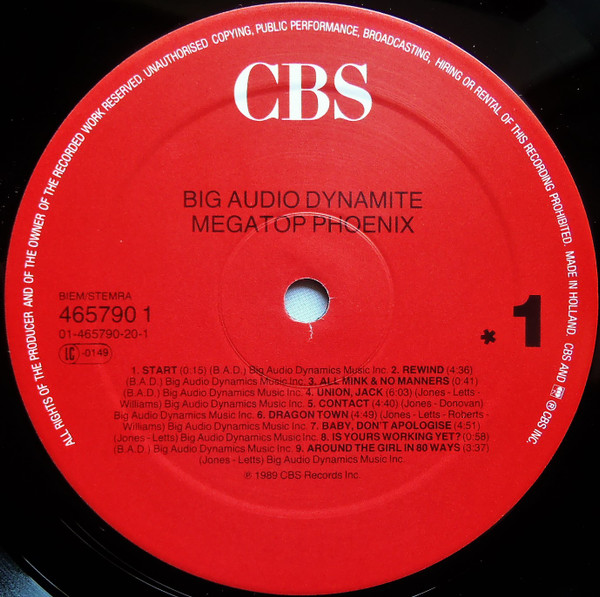 ALL RIGHTS OF THE PRODUCER AND OF THE OWNER OF THE RECORDED WORK RESERVED. UNAUTHORISED COPYING, PUBLIC PERFORMANCE, BROADCASTING, HIRING OR RENTAL OF THIS RECORDING PROHIBITED. MADE IN HOLLAND. CBS AND ℗ CBS INC.
CBS
BIG AUDIO DYNAMITE
MEGATOP PHOENIX
BIEM/STEMRA
465790 1
01-465790-20-1
LC -0149
* 1
1. START (0:15) (B.A.D.) Big Audio Dynamics Music Inc. 2. REWIND (4:36)
(B.A.D.) Big Audio Dynamics Music Inc. 3. ALL MINK & NO MANNERS (0:41)
(B.A.D.) Big Audio Dynamics Music Inc. 4. UNION, JACK (6:03) (Jones - Letts -
Williams) Big Audio Dynamics Music Inc. 5. CONTACT (4:40) (Jones - Donovan)
Big Audio Dynamics Music Inc. 6. DRAGON TOWN (4:49) (Jones - Letts - Roberts -
Williams) Big Audio Dynamics Music Inc. 7. BABY, DON'T APOLOGISE (4:51)
(Jones - Letts) Big Audio Dynamics Music Inc. 8. IS YOURS WORKING YET? (0:58)
(B.A.D.) Big Audio Dynamics Music Inc. 9. AROUND THE GIRL IN 80 WAYS (3:37)
(Jones - Letts) Big Audio Dynamics Music Inc.
℗ 1989 CBS Records Inc.